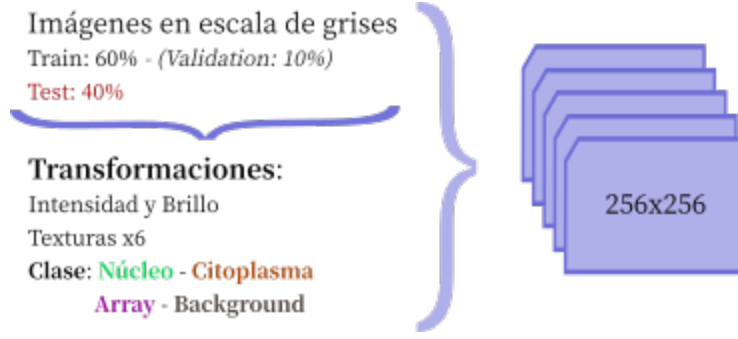 Imágenes en escala de grises
Train: 60% - (Validation: 10%)
Test: 40%
Transformaciones:
Intensidad y Brillo
Texturas x6
Clase: Núcleo - Citoplasma
Array - Background
256x256